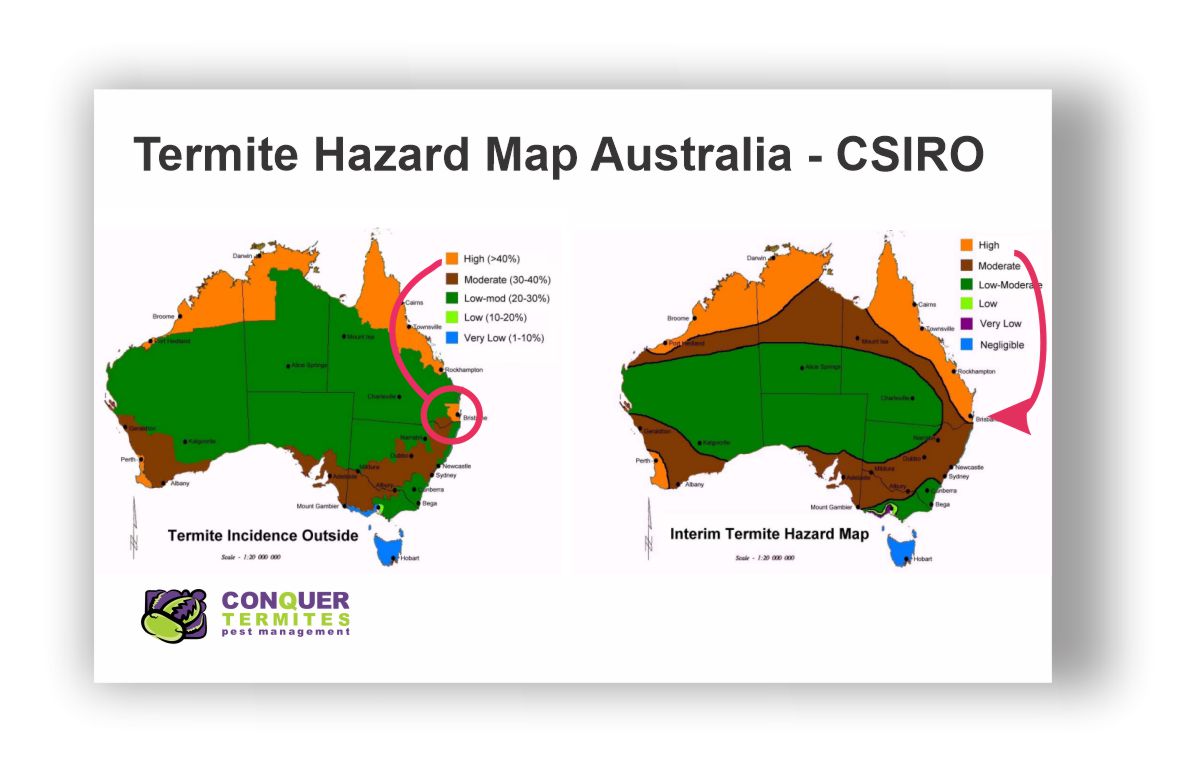 Termite Hazard Map Australia - CSIRO
Darwin
Broome
Port Hedland
Cairns
Townsville
Mount Isa
Alice Springs
Rockhampton
Charleville
Brisbane
Geraldton
Kalgoorlie
Narrabri
Dubbo
Perth
Albany
Adelaide
Mildura
Newcastle
Sydney
Albury
Canberra
Mount Gambier
Bega
Hobart
High (>40%)
Moderate (30-40%)
Low-mod (20-30%)
Low (10-20%)
Very Low (1-10%)
Termite Incidence Outside
Scale - 1:20 000 000
Darwin
Broome
Port Hedland
Cairns
Townsville
Mount Isa
Alice Springs
Rockhampton
Charleville
Brisbane
Geraldton
Kalgoorlie
Narrabri
Dubbo
Perth
Albany
Adelaide
Mildura
Newcastle
Sydney
Albury
Canberra
Mount Gambier
Bega
Hobart
High
Moderate
Low-Moderate
Low
Very Low
Negligible
Interim Termite Hazard Map
Scale - 1:20 000 000
CONQUER
TERMITES
pest management